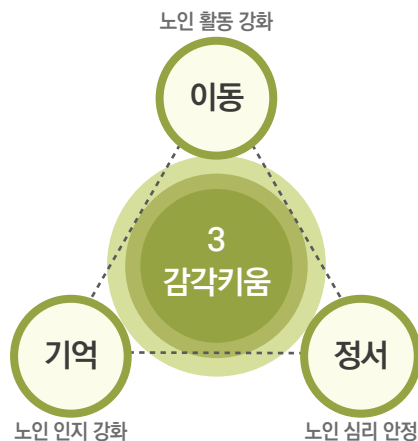 노인 활동 강화
이동
3
감각키움
기억
정서
노인 인지 강화
노인 심리 안정